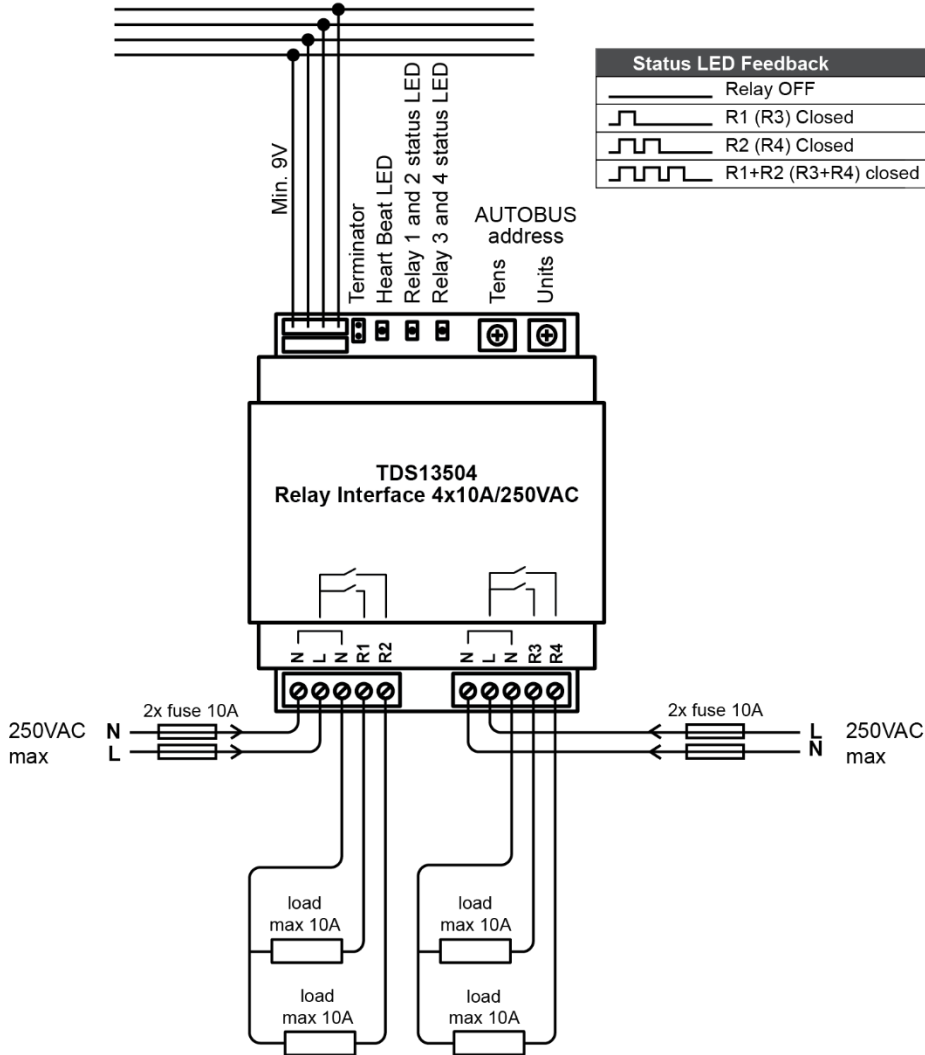 Status LED Feedback
Relay OFF
R1 (R3) Closed
R2 (R4) Closed
R1+R2 (R3+R4) closed
Min. 9V
Terminator
Heart Beat LED
Relay 1 and 2 status LED
Relay 3 and 4 status LED
AUTOBUS
address
Tens
Units
TDS13504
Relay Interface 4x10A/250VAC
N L N R1 R2
N L N R3 R4
250VAC
max
N
L
2x fuse 10A
2x fuse 10A
L
N
250VAC
max
load
max 10A
load
max 10A
load
max 10A
load
max 10A